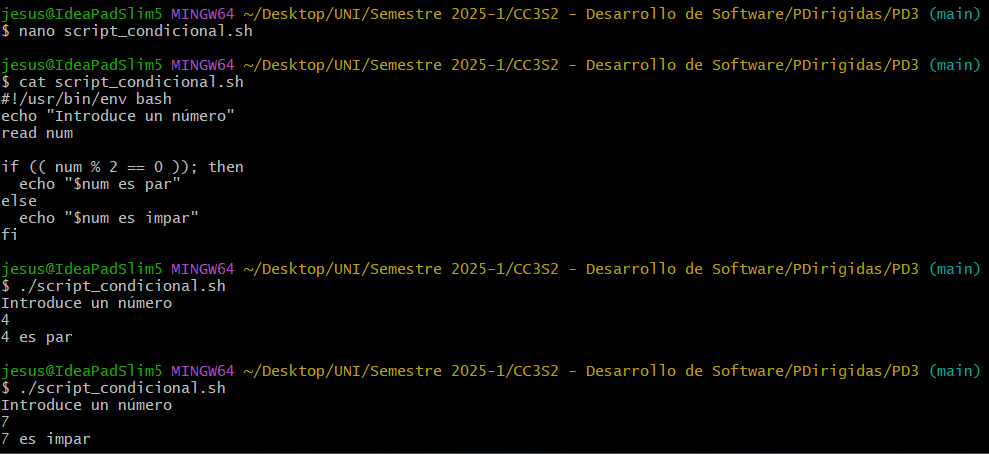 jesus@IdeaPadSlim5 MINGW64 ~/Desktop/UNI/Semestre 2025-1/CC3S2 - Desarrollo de Software/PDirigidas/PD3 (main)
$ nano script_condicional.sh
jesus@IdeaPadSlim5 MINGW64 ~/Desktop/UNI/Semestre 2025-1/CC3S2 - Desarrollo de Software/PDirigidas/PD3 (main)
$ cat script_condicional.sh
#!/usr/bin/env bash
echo "Introduce un número"
read num
if (( num % 2 == 0 )); then
  echo "$num es par"
else
  echo "$num es impar"
fi
jesus@IdeaPadSlim5 MINGW64 ~/Desktop/UNI/Semestre 2025-1/CC3S2 - Desarrollo de Software/PDirigidas/PD3 (main)
$ ./script_condicional.sh
Introduce un número
4
4 es par
jesus@IdeaPadSlim5 MINGW64 ~/Desktop/UNI/Semestre 2025-1/CC3S2 - Desarrollo de Software/PDirigidas/PD3 (main)
$ ./script_condicional.sh
Introduce un número
7
7 es impar